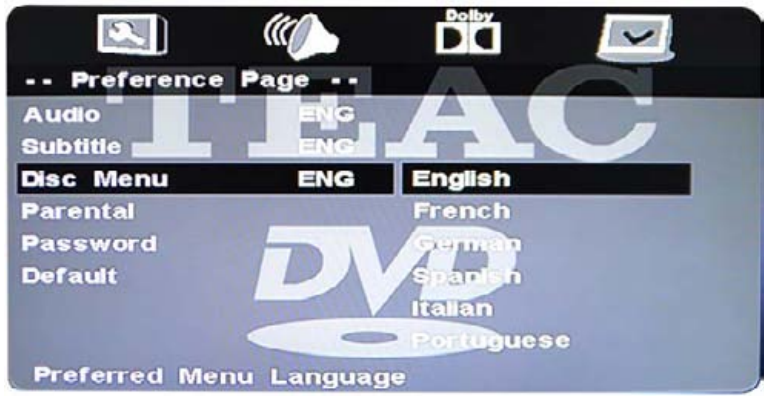 Dolby
-- Preference Page --
TEAC
Audio ENG
Subtitle ENG
Disc Menu ENG English
Parental French
Password German
Default Spanish
Italian
DVD
Portuguese
Preferred Menu Language